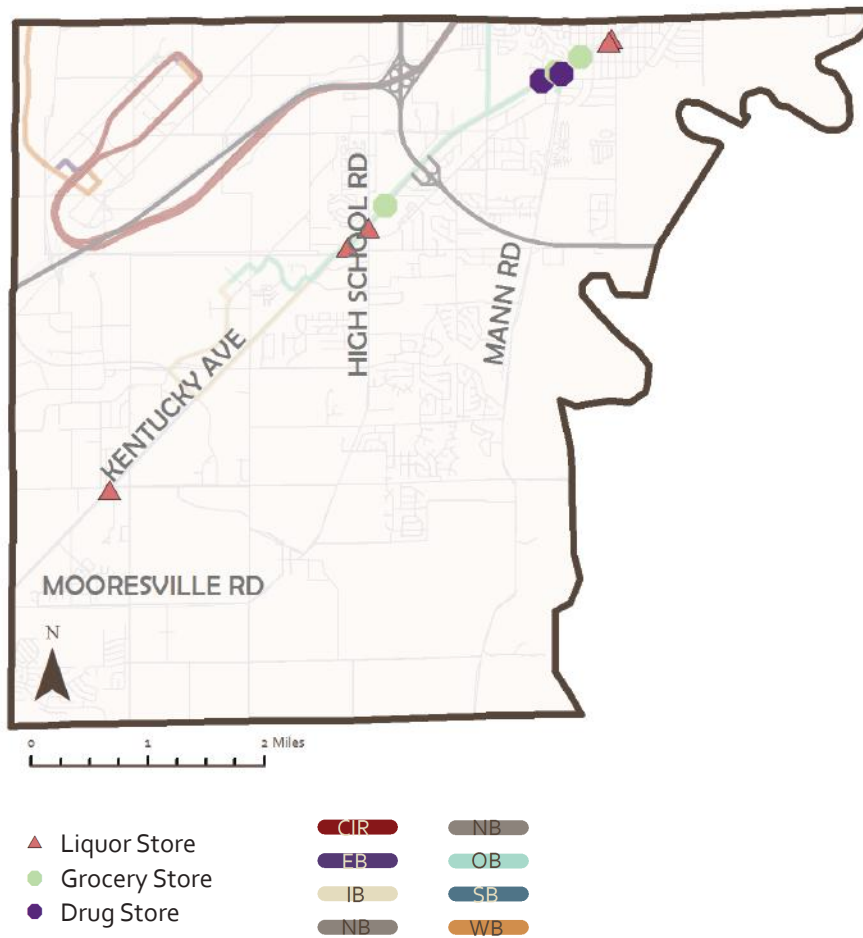 HIGH SCHOOL RD
MANN RD
KENTUCKY AVE
MOORESVILLE RD
N
0 1 2 Miles
Liquor Store
Grocery Store
Drug Store
CIR
EB
IB
NB
NB
OB
SB
WB